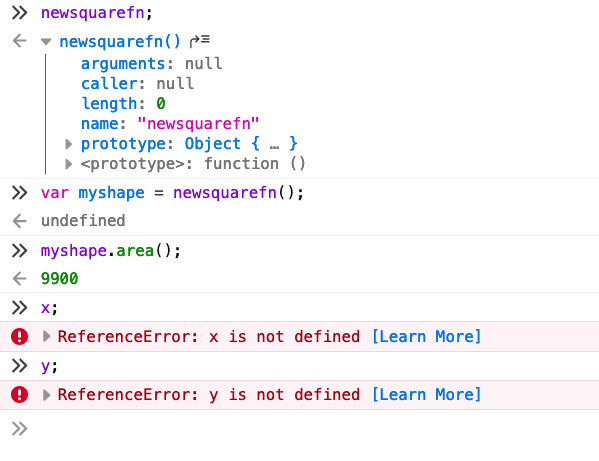 newsquarefn;
newsquarefn()
arguments: null
caller: null
length: 0
name: "newsquarefn"
prototype: Object { … }
<prototype>: function ()
var myshape = newsquarefn();
undefined
myshape.area();
9900
x;
ReferenceError: x is not defined [Learn More]
y;
ReferenceError: y is not defined [Learn More]